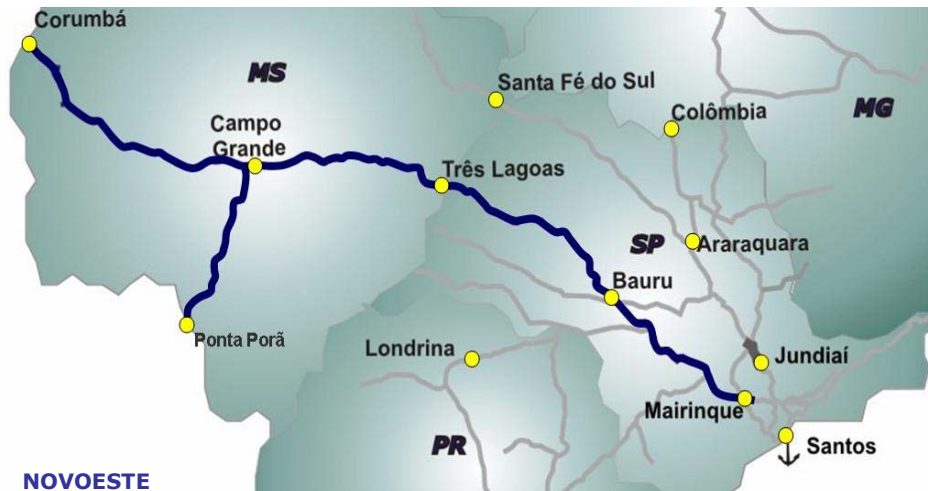 Corumbá
MS
Santa Fé do Sul
Colômbia
MG
Campo
Grande
Três Lagoas
SP
Araraquara
Bauru
Ponta Porã
Londrina
Jundiaí
Mairinque
PR
Santos
NOVOESTE